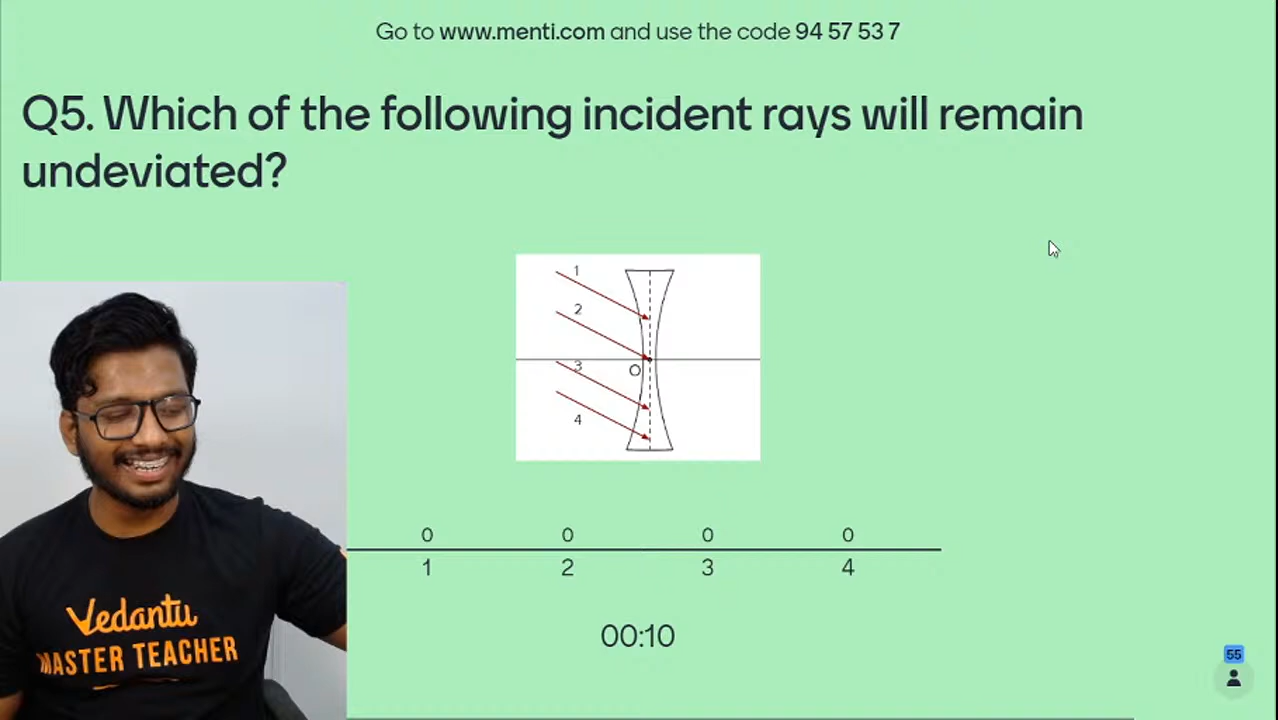 Go to www.menti.com and use the code 94 57 53 7
Q5. Which of the following incident rays will remain
undeviated?
1
2
3
O
4
0 0 0 0
1 2 3 4
00:10
55
Vedantu
MASTER TEACHER